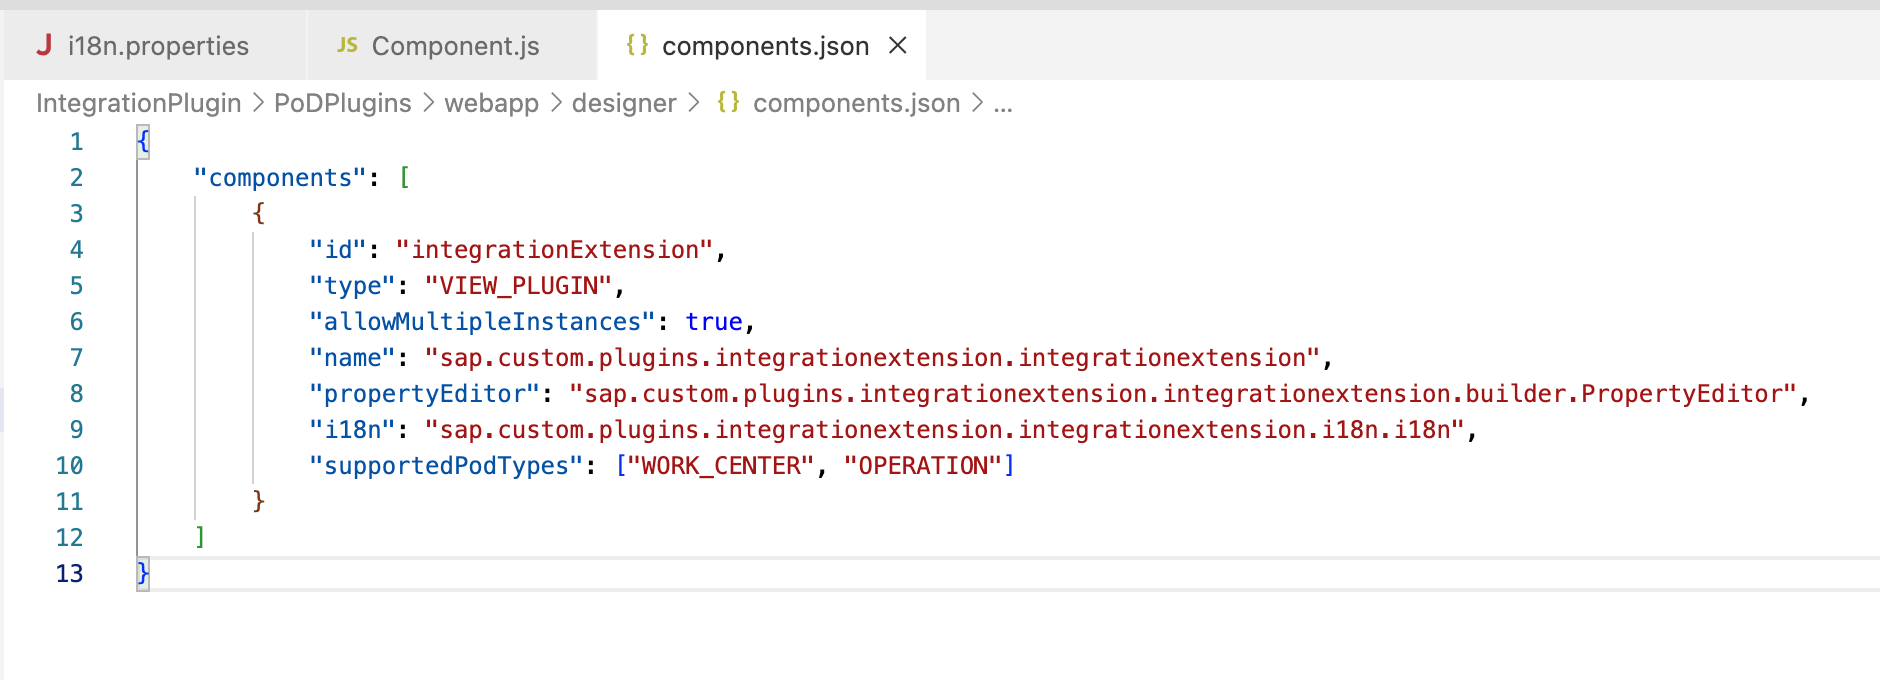 i18n.properties
JS Component.js
{} components.json
IntegrationPlugin > PoDPlugins > webapp > designer > {} components.json > ...
1 {
2 "components": [
3 {
4 "id": "integrationExtension",
5 "type": "VIEW_PLUGIN",
6 "allowMultipleInstances": true,
7 "name": "sap.custom.plugins.integrationextension.integrationextension",
8 "propertyEditor": "sap.custom.plugins.integrationextension.integrationextension.builder.PropertyEditor",
9 "i18n": "sap.custom.plugins.integrationextension.integrationextension.i18n.i18n",
10 "supportedPodTypes": ["WORK_CENTER", "OPERATION"]
11 }
12 ]
13 }